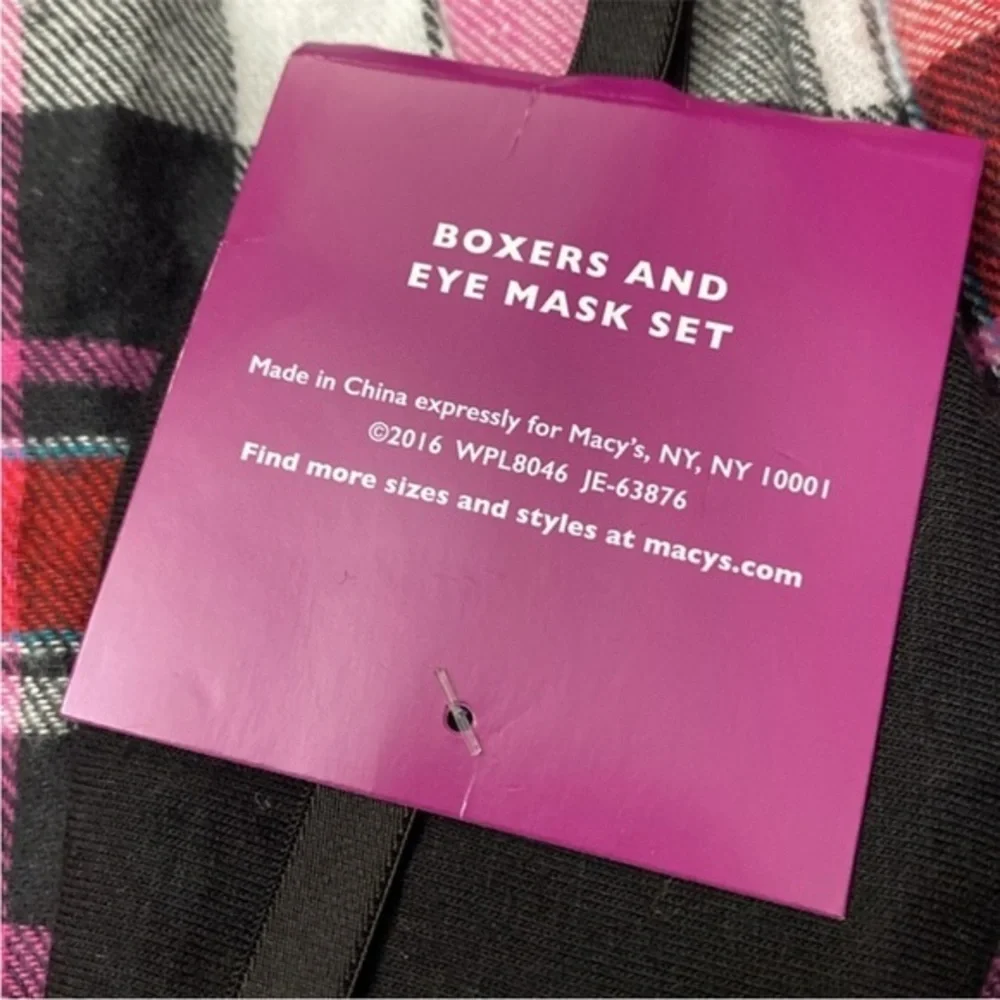 BOXERS AND
EYE MASK SET
Made in China expressly for Macy's, NY, NY 10001
©2016 WPL8046 JE-63876
Find more sizes and styles at macys.com